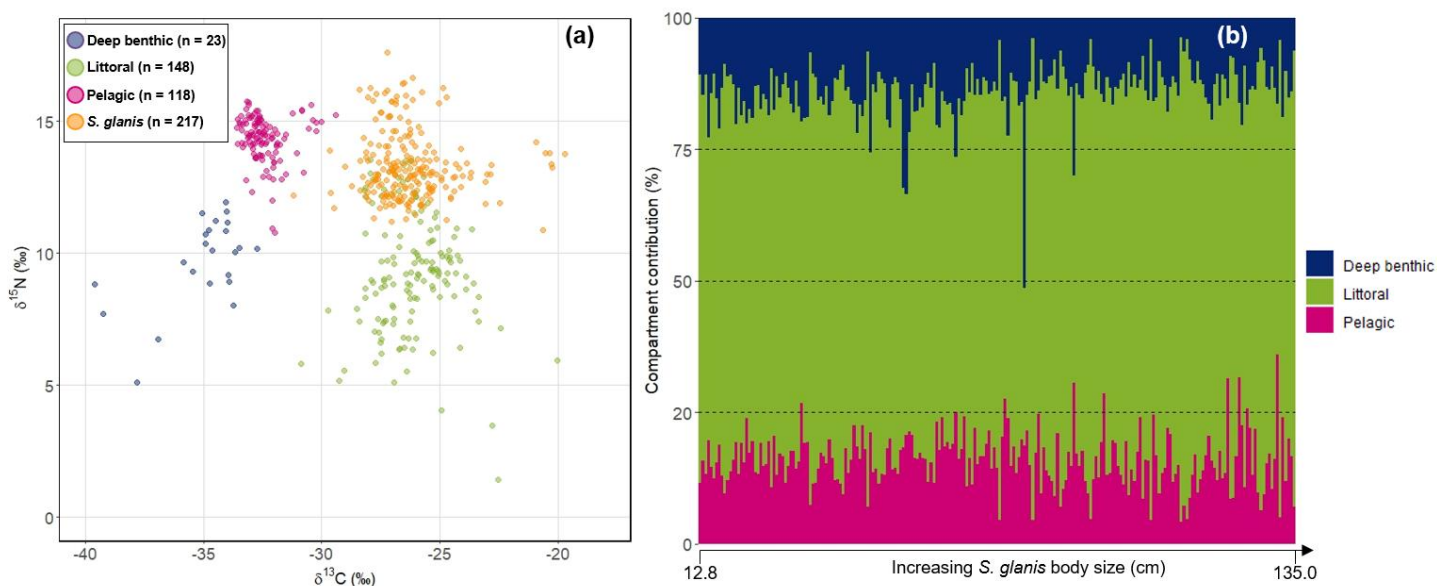 Deep benthic (n = 23)
Littoral (n = 148)
Pelagic (n = 118)
S. glanis (n = 217)
(a)
15
10
5
0
δ15N (‰)
-40
-35
-30
-25
-20
δ13C (‰)
(b)
100
75
50
20
0
Compartment contribution (%)
12.8
Increasing S. glanis body size (cm)
135.0
Deep benthic
Littoral
Pelagic